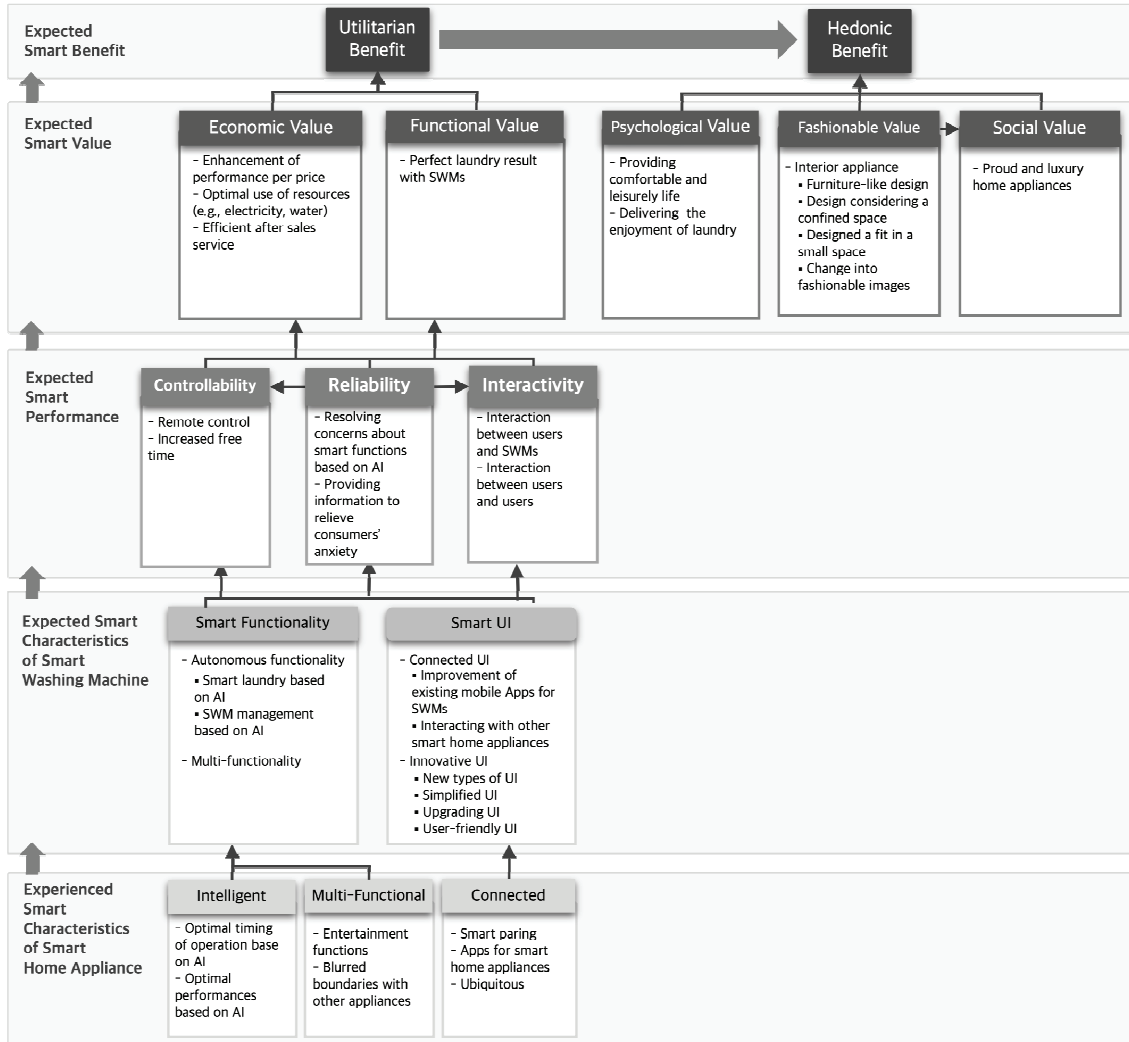 Expected
Smart Benefit
Utilitarian
Benefit
Hedonic
Benefit
Expected
Smart Value
Economic Value
- Enhancement of
performance per price
- Optimal use of resources
(e.g., electricity, water)
- Efficient after sales
service
Functional Value
- Perfect laundry result
with SWMs
Psychological Value
- Providing
comfortable and
leisurely life
- Delivering the
enjoyment of laundry
Fashionable Value
- Interior appliance
▪ Furniture-like design
▪ Design considering a
confined space
▪ Designed a fit in a
small space
▪ Change into
fashionable images
Social Value
- Proud and luxury
home appliances
Expected
Smart
Performance
Controllability
- Remote control
- Increased free
time
Reliability
- Resolving
concerns about
smart functions
based on AI
- Providing
information to
relieve
consumers'
anxiety
Interactivity
- Interaction
between users
and SWMs
- Interaction
between users
and users
Expected Smart
Characteristics
of Smart
Washing Machine
Smart Functionality
- Autonomous functionality
▪ Smart laundry based
on AI
▪ SWM management
based on AI
- Multi-functionality
Smart UI
- Connected UI
▪ Improvement of
existing mobile Apps for
SWMs
▪ Interacting with other
smart home appliances
- Innovative UI
▪ New types of UI
▪ Simplified UI
▪ Upgrading UI
▪ User-friendly UI
Experienced
Smart
Characteristics
of Smart
Home Appliance
Intelligent
- Optimal timing
of operation base
on AI
- Optimal
performances
based on AI
Multi-Functional
- Entertainment
functions
- Blurred
boundaries with
other appliances
Connected
- Smart paring
- Apps for smart
home appliances
- Ubiquitous